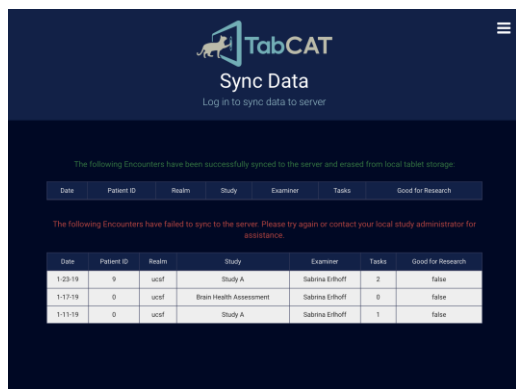 TabCAT
Sync Data
Log in to sync data to server
The following Encounters have been successfully synced to the server and erased from local tablet storage:
Date Patient ID Realm Study Examiner Tasks Good for Research
The following Encounters have failed to sync to the server. Please try again or contact your local study administrator for
assistance.
Date Patient ID Realm Study Examiner Tasks Good for Research
1-23-19 9 ucsf Study A Sabrina Erlhoff 2 false
1-17-19 0 ucsf Brain Health Assessment Sabrina Erlhoff 0 false
1-11-19 0 ucsf Study A Sabrina Erlhoff 1 false